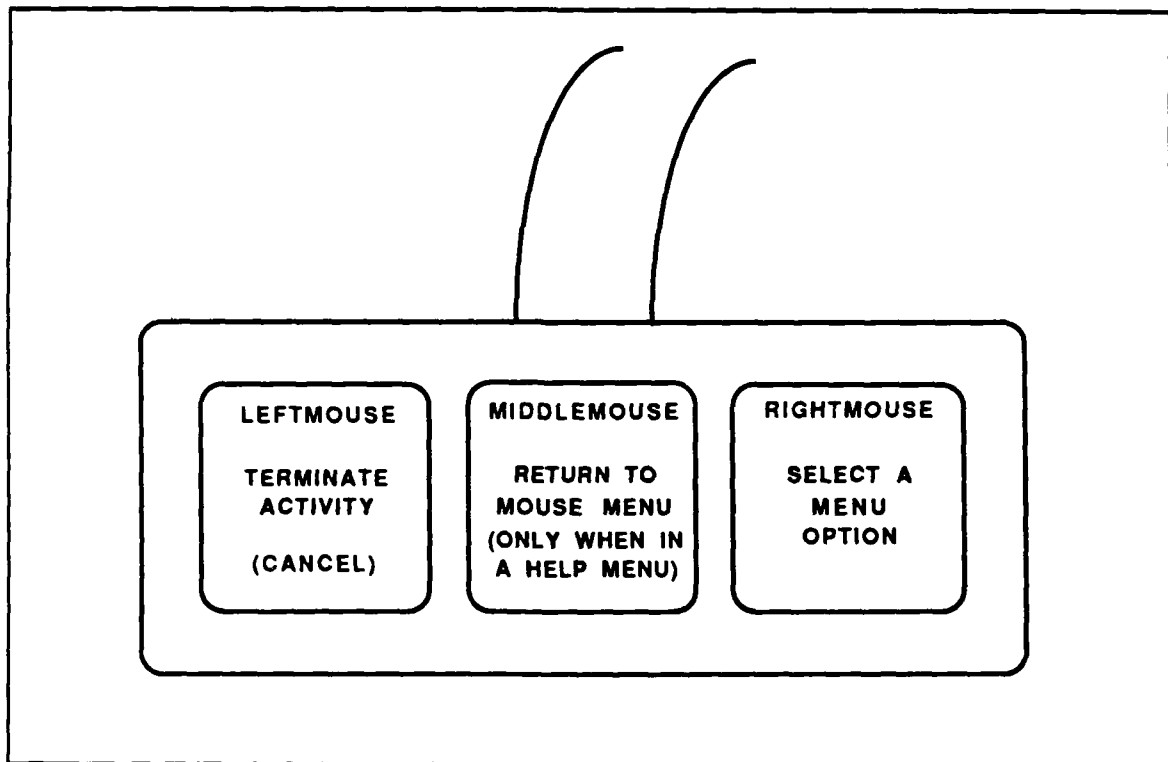 LEFTMOUSE
TERMINATE
ACTIVITY
(CANCEL)
MIDDLEMOUSE
RETURN TO
MOUSE MENU
(ONLY WHEN IN
A HELP MENU)
RIGHTMOUSE
SELECT A
MENU
OPTION